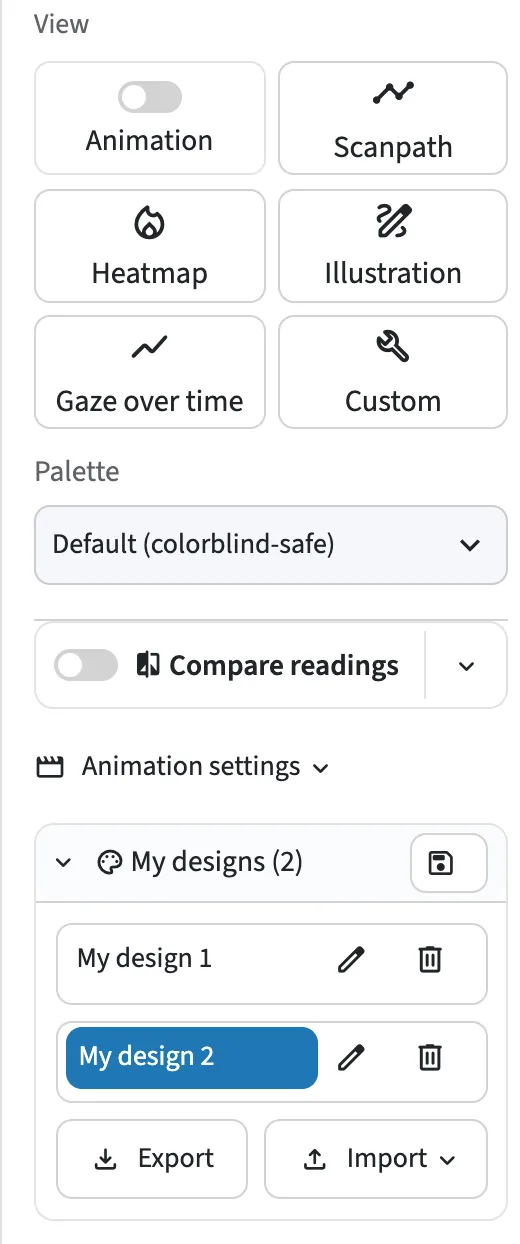 View
Animation
Scanpath
Heatmap
Illustration
Gaze over time
Custom
Palette
Default (colorblind-safe)
Compare readings
Animation settings
My designs (2)
My design 1
My design 2
Export
Import